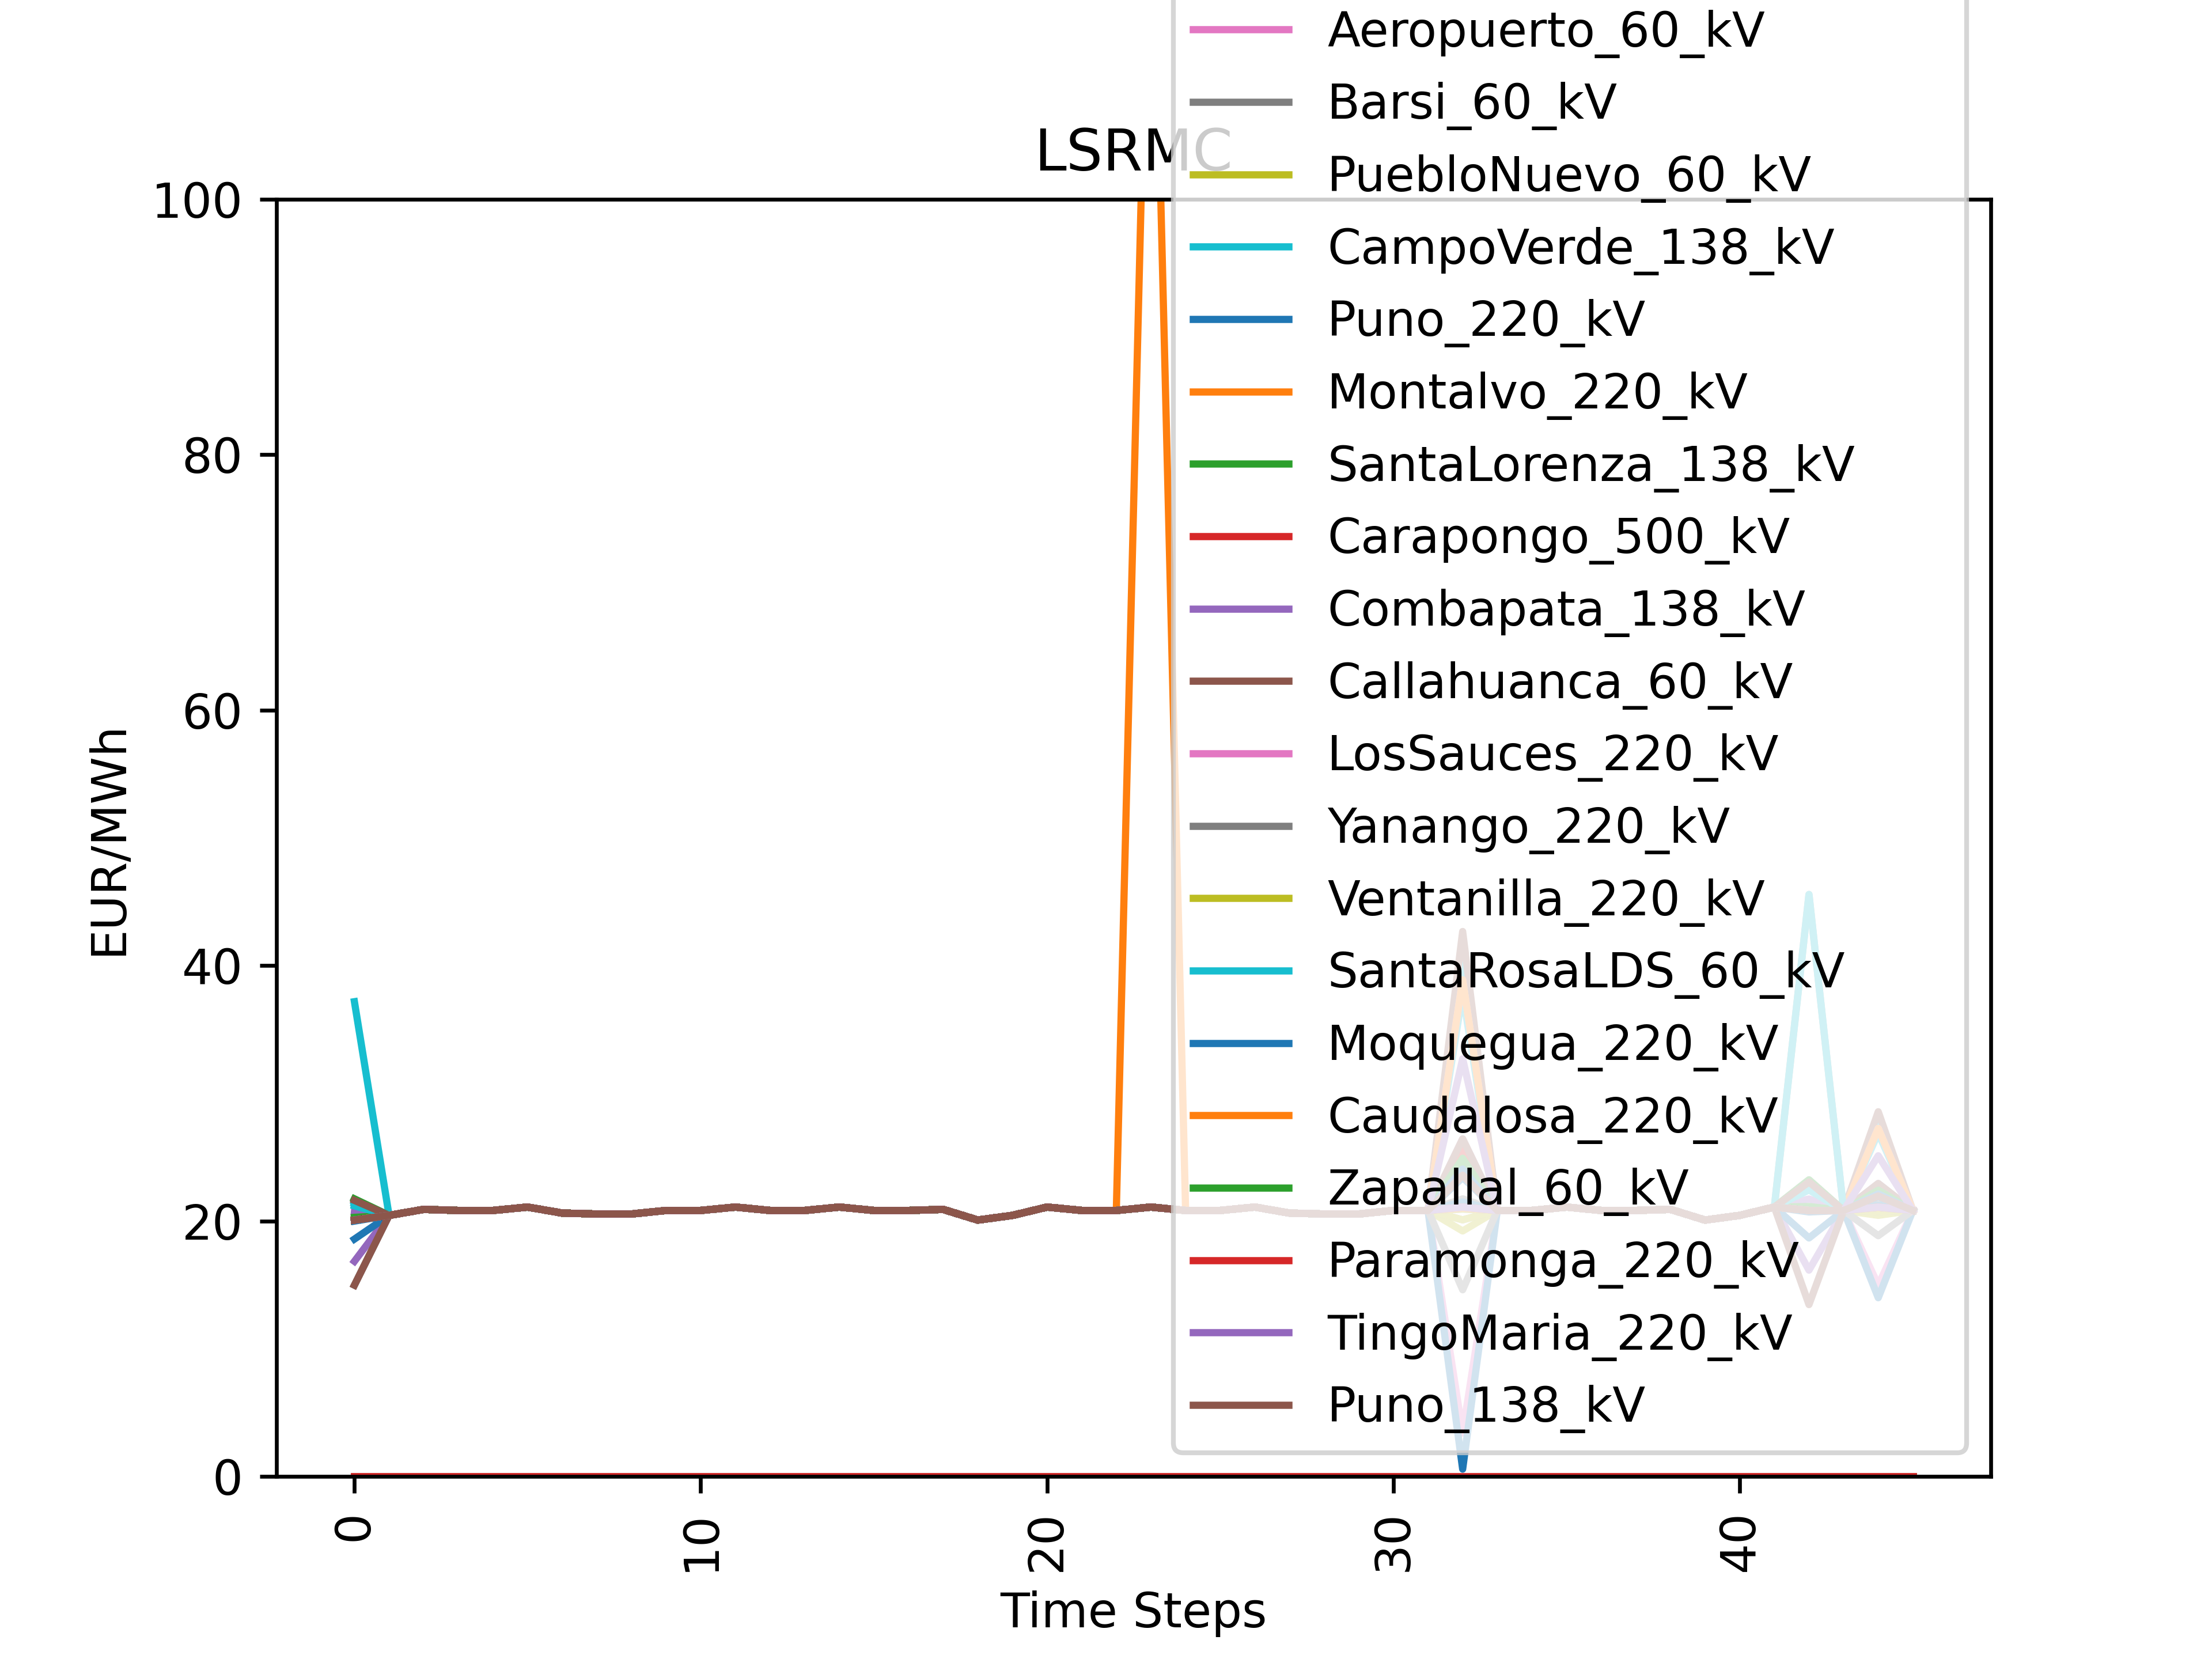 LSRMC
Aeropuerto_60_kV
Barsi_60_kV
PuebloNuevo_60_kV
CampoVerde_138_kV
Puno_220_kV
Montalvo_220_kV
SantaLorenza_138_kV
Carapongo_500_kV
Combapata_138_kV
Callahuanca_60_kV
LosSauces_220_kV
Yanango_220_kV
Ventanilla_220_kV
SantaRosaLDS_60_kV
Moquegua_220_kV
Caudalosa_220_kV
Zapallal_60_kV
Paramonga_220_kV
TingoMaria_220_kV
Puno_138_kV
100
80
60
40
20
0
EUR/MWh
0
10
20
30
40
Time Steps